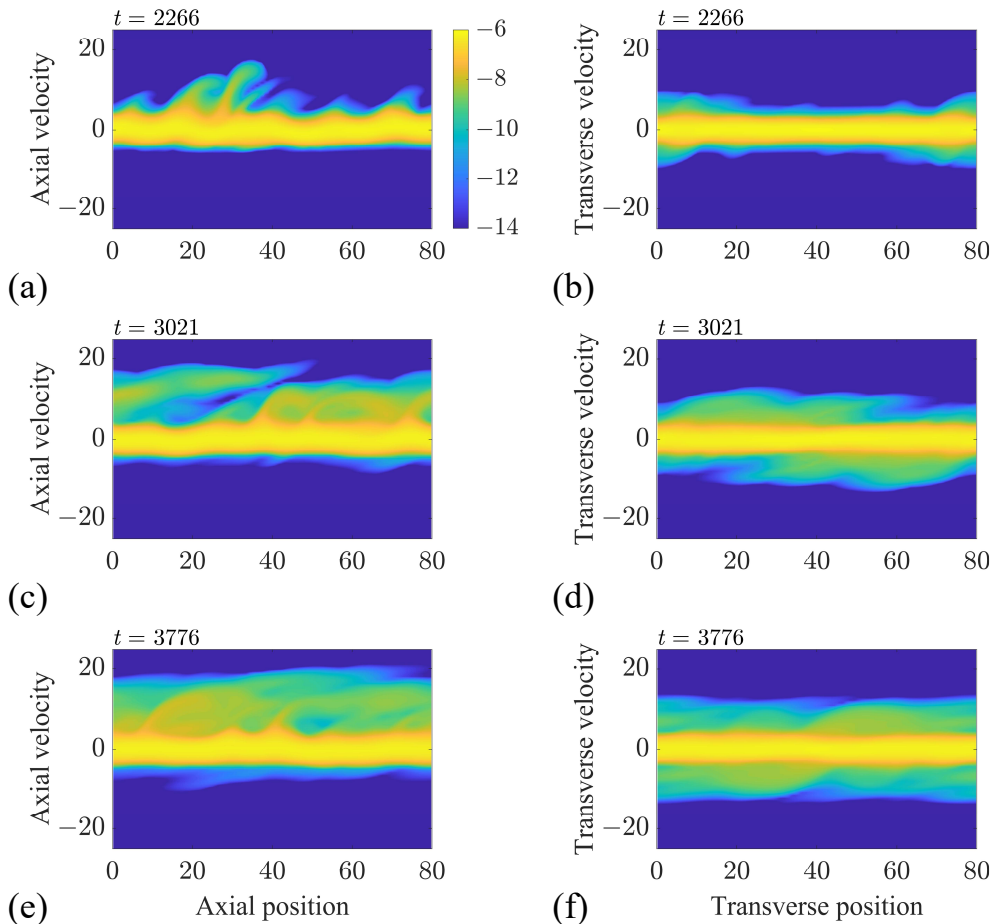 t = 2266
Axial velocity
20
0
−20
0 20 40 60 80
−6
−8
−10
−12
−14
(a)
t = 2266
Transverse velocity
20
0
−20
0 20 40 60 80
(b)
t = 3021
Axial velocity
20
0
−20
0 20 40 60 80
(c)
t = 3021
Transverse velocity
20
0
−20
0 20 40 60 80
(d)
t = 3776
Axial velocity
20
0
−20
0 20 40 60 80
Axial position
(e)
t = 3776
Transverse velocity
20
0
−20
0 20 40 60 80
Transverse position
(f)